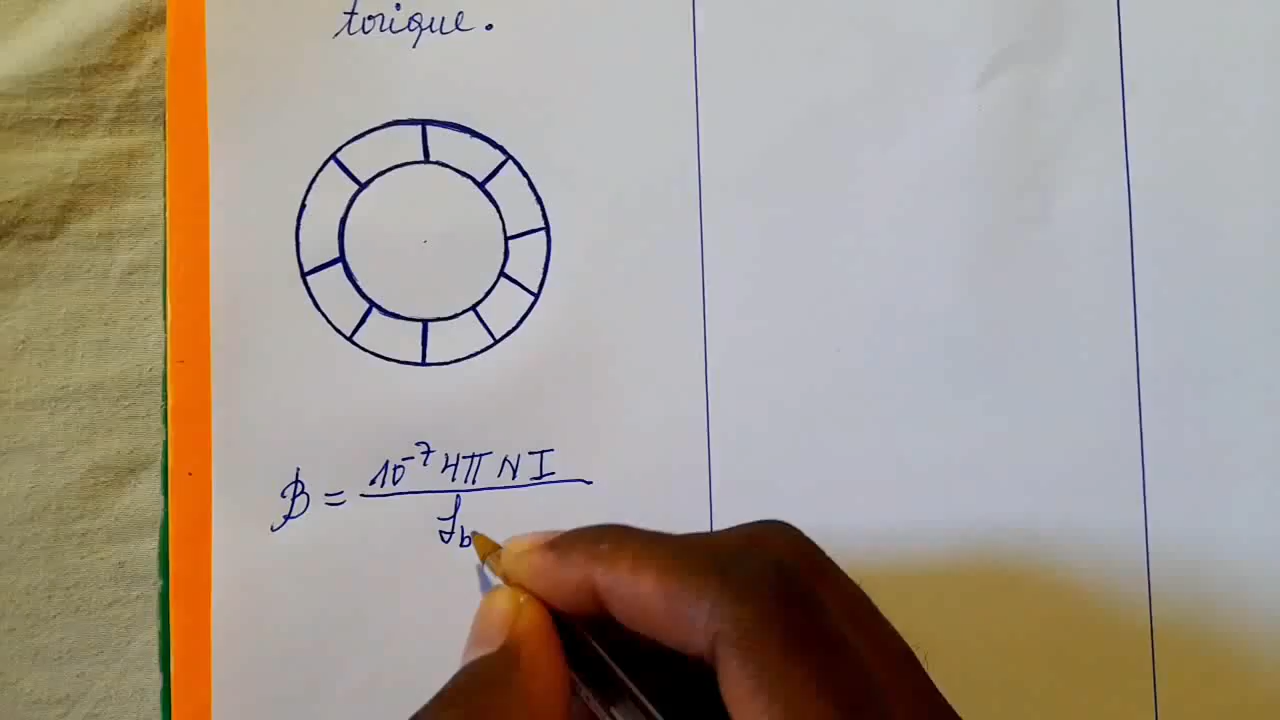 torique.
B = 10⁻⁷ 4π N I
L_b